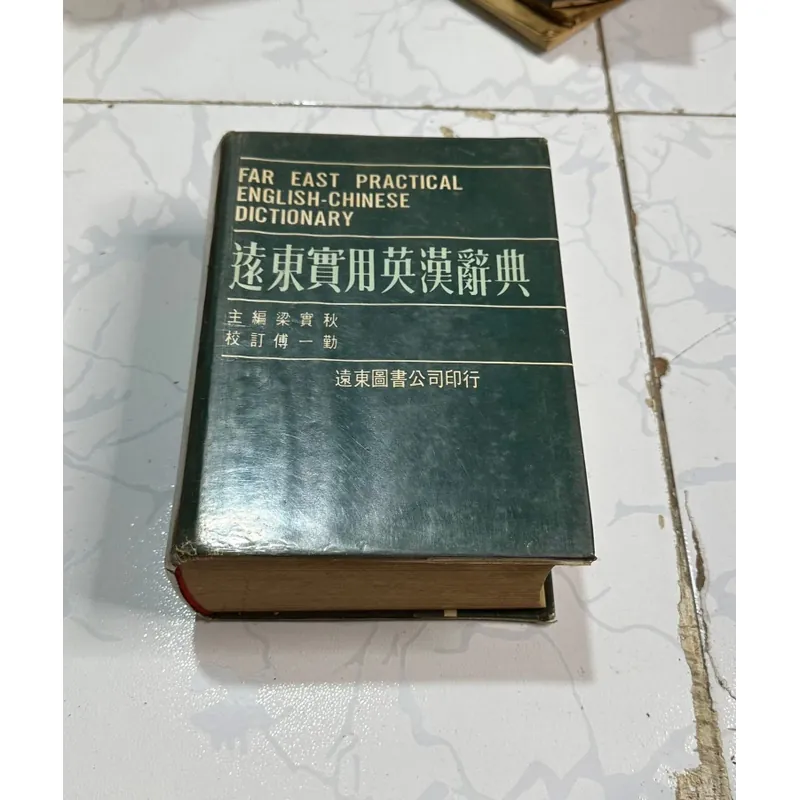 FAR EAST PRACTICAL
ENGLISH-CHINESE
DICTIONARY
遠東實用英漢辭典
主編梁實秋
校訂傅一勤
遠東圖書公司印行